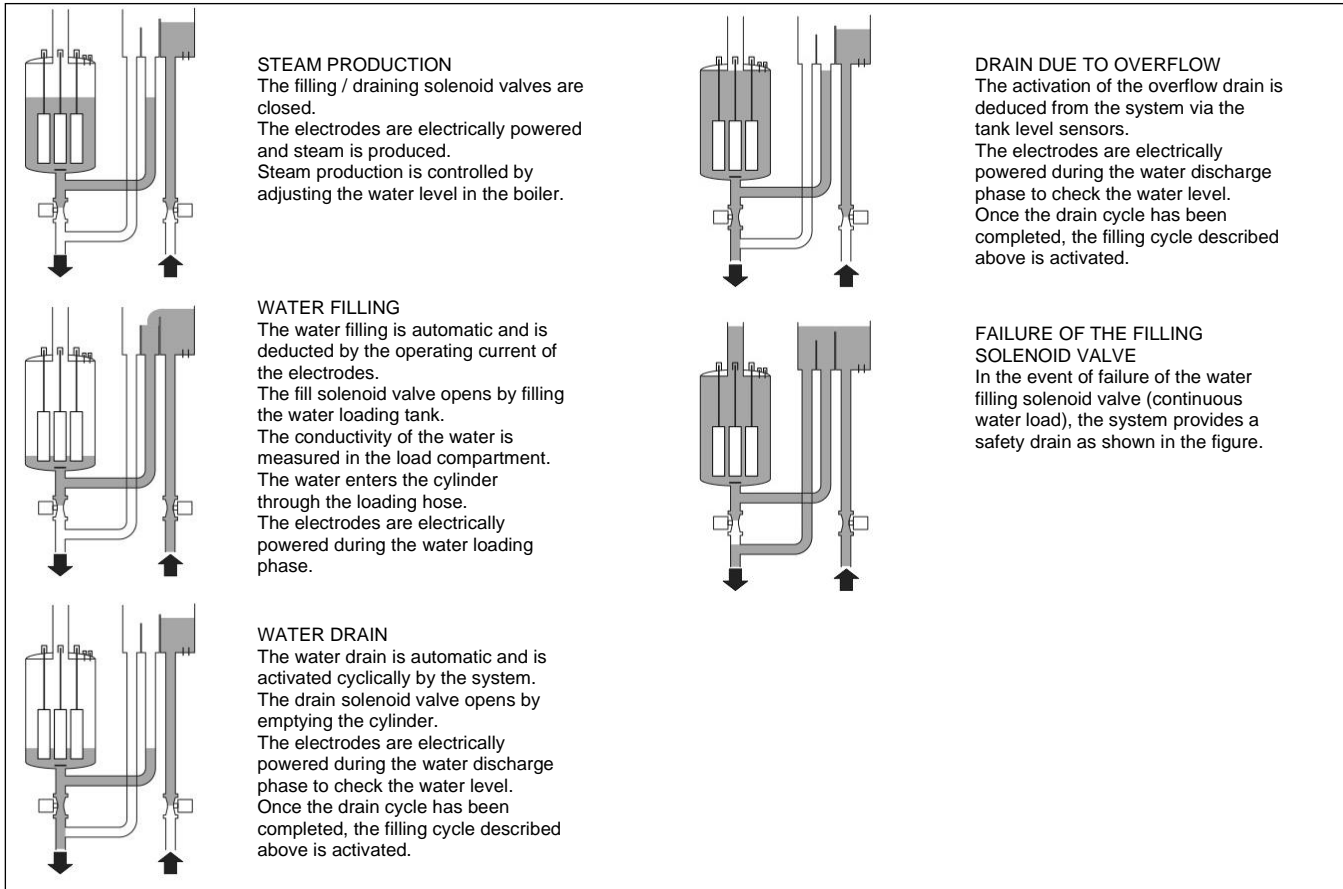 STEAM PRODUCTION
The filling / draining solenoid valves are
closed.
The electrodes are electrically powered
and steam is produced.
Steam production is controlled by
adjusting the water level in the boiler.
WATER FILLING
The water filling is automatic and is
deducted by the operating current of
the electrodes.
The fill solenoid valve opens by filling
the water loading tank.
The conductivity of the water is
measured in the load compartment.
The water enters the cylinder
through the loading hose.
The electrodes are electrically
powered during the water loading
phase.
WATER DRAIN
The water drain is automatic and is
activated cyclically by the system.
The drain solenoid valve opens by
emptying the cylinder.
The electrodes are electrically
powered during the water discharge
phase to check the water level.
Once the drain cycle has been
completed, the filling cycle described
above is activated.
DRAIN DUE TO OVERFLOW
The activation of the overflow drain is
deduced from the system via the
tank level sensors.
The electrodes are electrically
powered during the water discharge
phase to check the water level.
Once the drain cycle has been
completed, the filling cycle described
above is activated.
FAILURE OF THE FILLING
SOLENOID VALVE
In the event of failure of the water
filling solenoid valve (continuous
water load), the system provides a
safety drain as shown in the figure.